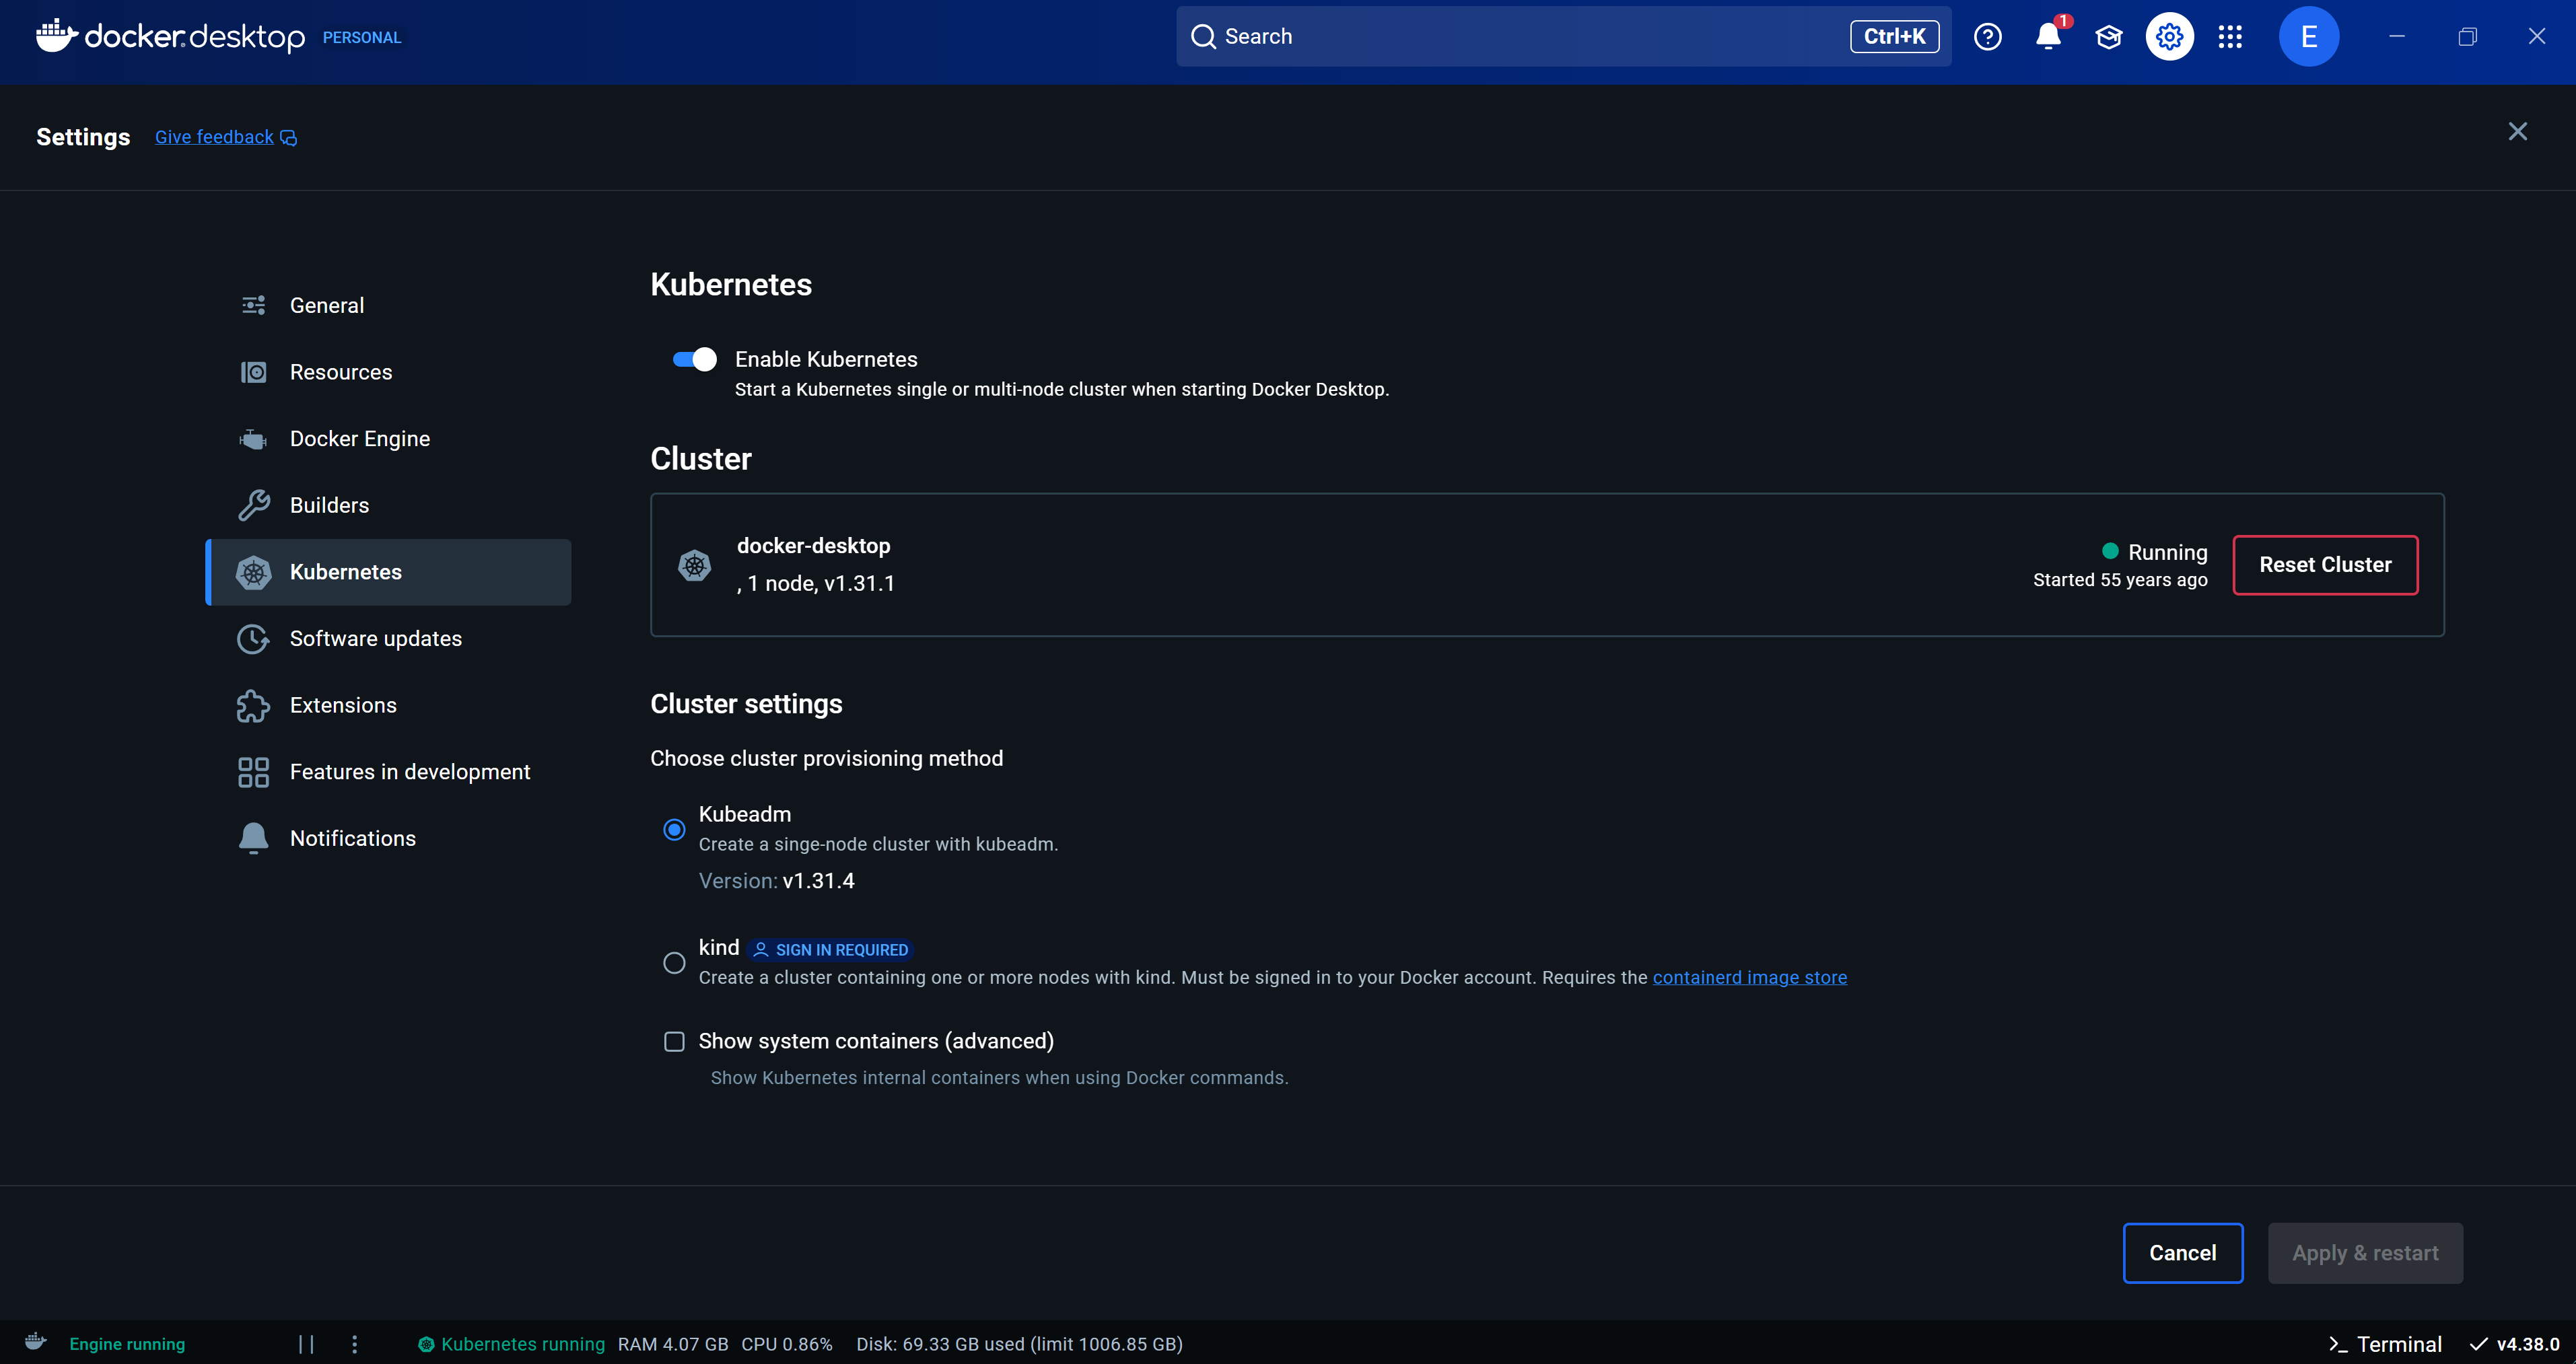 docker.desktop PERSONAL
Search
Ctrl+K
1
E
Settings
Give feedback
General
Resources
Docker Engine
Builders
Kubernetes
Software updates
Extensions
Features in development
Notifications
Kubernetes
Enable Kubernetes
Start a Kubernetes single or multi-node cluster when starting Docker Desktop.
Cluster
docker-desktop
, 1 node, v1.31.1
Running
Started 55 years ago
Reset Cluster
Cluster settings
Choose cluster provisioning method
Kubeadm
Create a singe-node cluster with kubeadm.
Version: v1.31.4
kind SIGN IN REQUIRED
Create a cluster containing one or more nodes with kind. Must be signed in to your Docker account. Requires the containerd image store
Show system containers (advanced)
Show Kubernetes internal containers when using Docker commands.
Cancel
Apply & restart
Engine running
Kubernetes running RAM 4.07 GB CPU 0.86% Disk: 69.33 GB used (limit 1006.85 GB)
Terminal
v4.38.0